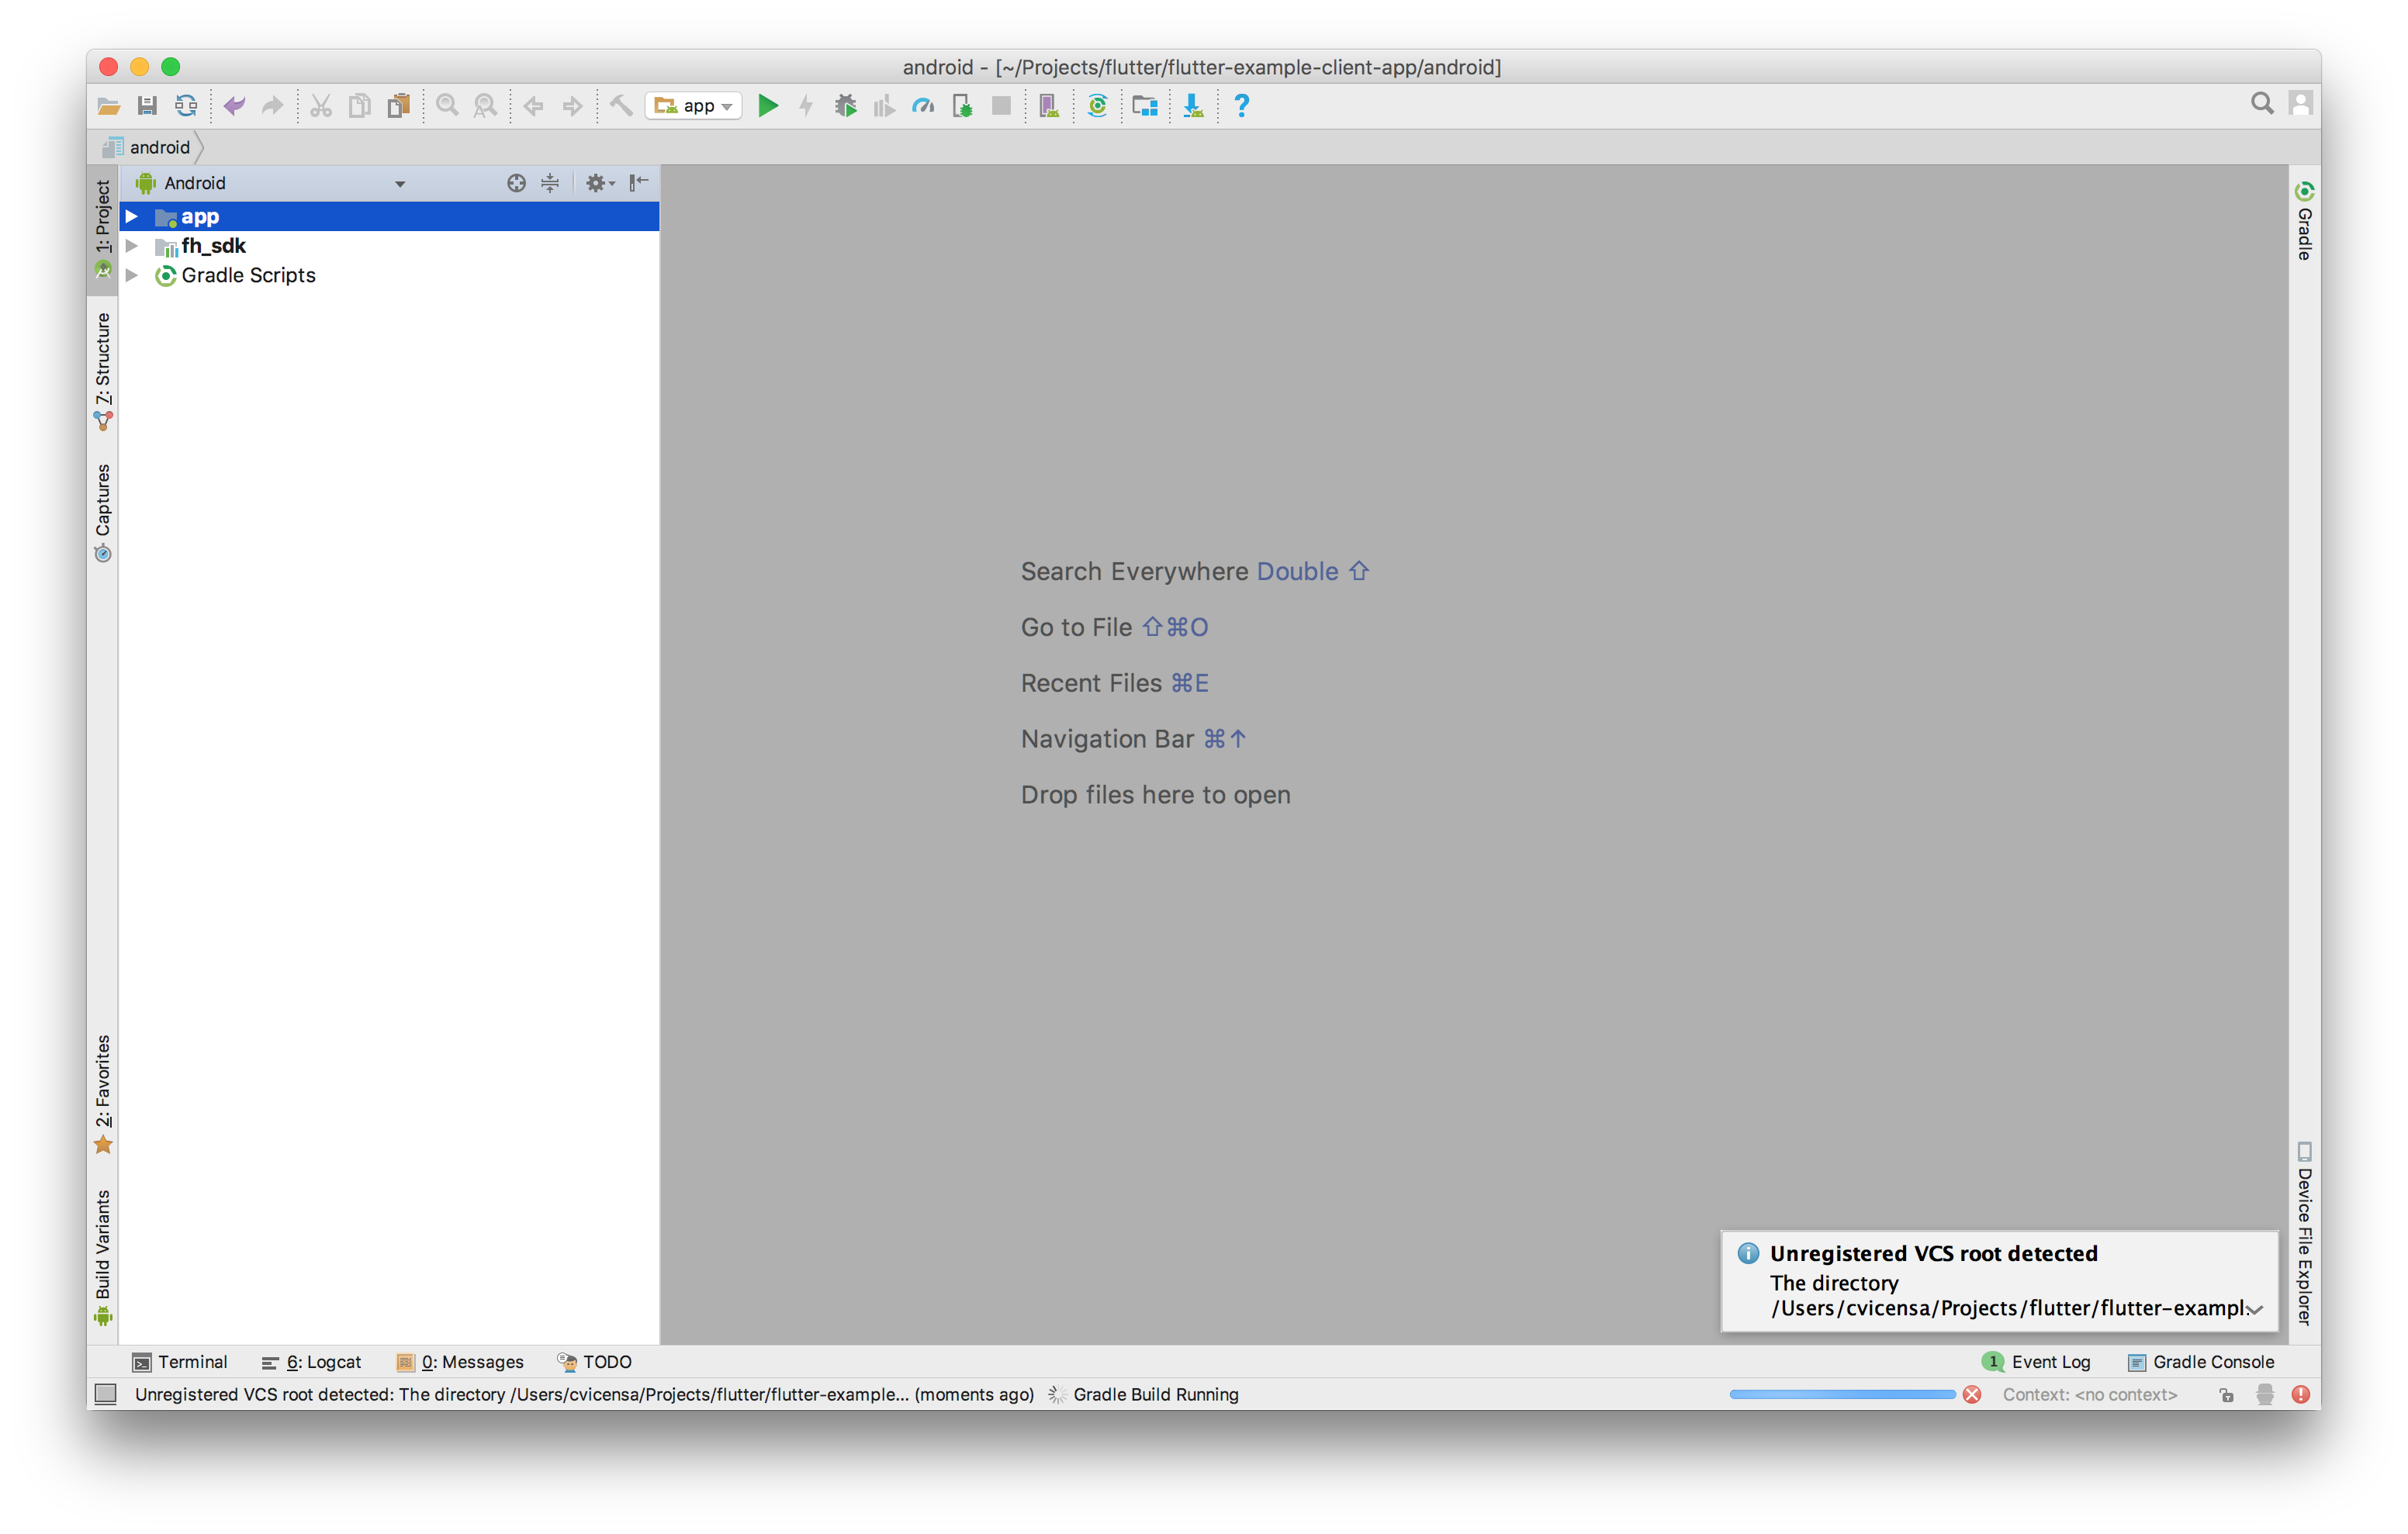 android - [~/Projects/flutter/flutter-example-client-app/android]
app
?
android
1: Project
7: Structure
Captures
2: Favorites
Build Variants
Android
app
fh_sdk
Gradle Scripts
Search Everywhere Double ⇧
Go to File ⇧⌘O
Recent Files ⌘E
Navigation Bar ⌘↑
Drop files here to open
Gradle
Device File Explorer
Unregistered VCS root detected
The directory
/Users/cvicensa/Projects/flutter/flutter-exampl
Terminal 6: Logcat 0: Messages TODO 1 Event Log Gradle Console
Unregistered VCS root detected: The directory /Users/cvicensa/Projects/flutter/flutter-example... (moments ago) Gradle Build Running Context: <no context>